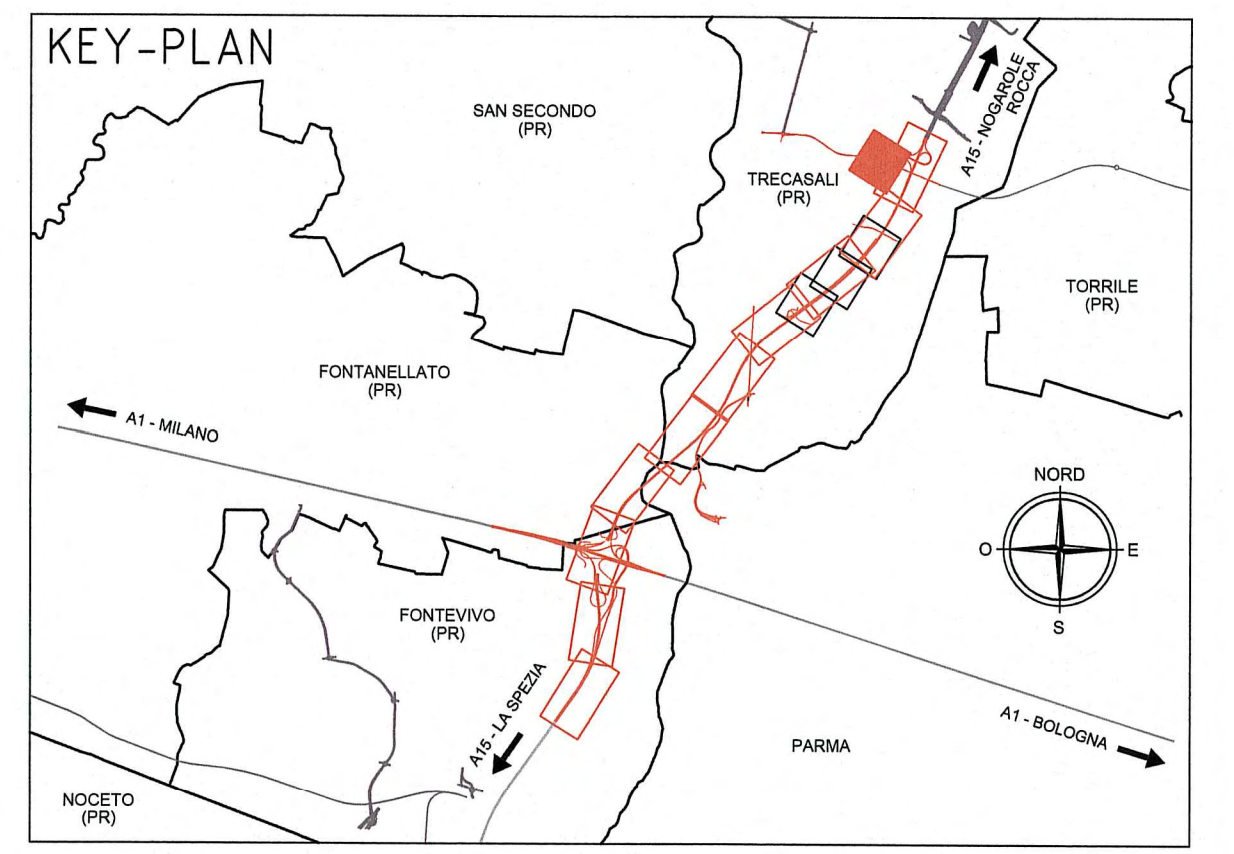 KEY-PLAN
SAN SECONDO
(PR)
A15 - NOGAROLE
ROCCA
TRECASALI
(PR)
TORRILE
(PR)
FONTANELLATO
(PR)
A1 - MILANO
NORD
O
E
S
FONTEVIVO
(PR)
A15 - LA SPEZIA
A1 - BOLOGNA
PARMA
NOCETO
(PR)